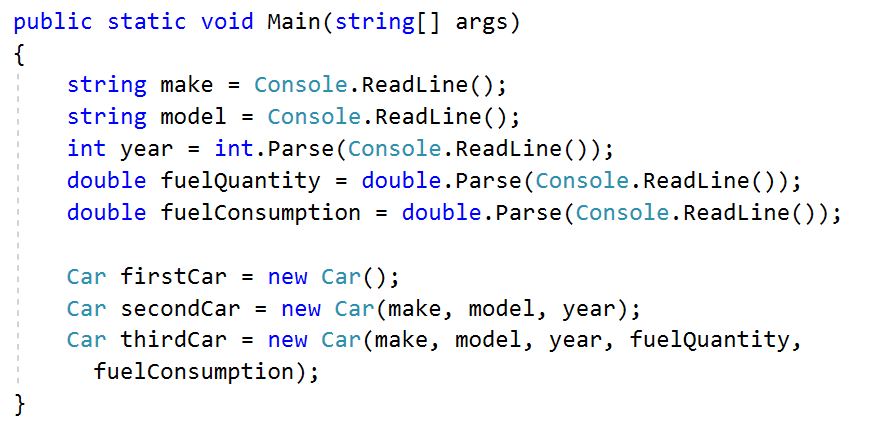 public static void Main(string[] args)
{
string make = Console.ReadLine();
string model = Console.ReadLine();
int year = int.Parse(Console.ReadLine());
double fuelQuantity = double.Parse(Console.ReadLine());
double fuelConsumption = double.Parse(Console.ReadLine());
Car firstCar = new Car();
Car secondCar = new Car(make, model, year);
Car thirdCar = new Car(make, model, year, fuelQuantity,
fuelConsumption);
}